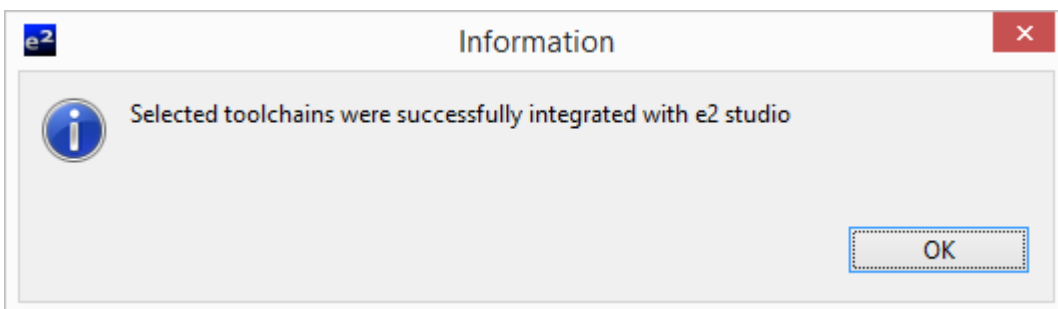 e2
Information
Selected toolchains were successfully integrated with e2 studio
OK